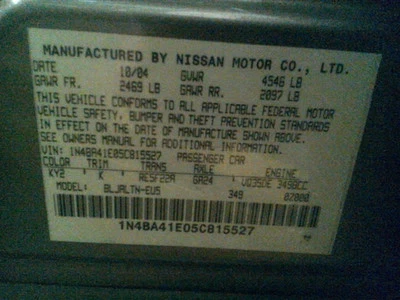 MANUFACTURED BY NISSAN MOTOR CO., LTD.
DATE 10/04 GVWR 4546 LB
GAWR FR. 2469 LB GAWR RR. 2097 LB
THIS VEHICLE CONFORMS TO ALL APPLICABLE FEDERAL MOTOR
VEHICLE SAFETY, BUMPER AND THEFT PREVENTION STANDARDS
IN EFFECT ON THE DATE OF MANUFACTURE SHOWN ABOVE.
SEE OWNERS MANUAL FOR ADDITIONAL INFORMATION
VIN: 1N4BA41E05C815527 PASSENGER CAR
COLOR TRIM TRANS AXLE ENGINE
KY2 K RE5F22A GA24 VQ35DE 3498CC
MODEL: BLJALTN-EU5 349 02000
1N4BA41E05C815527